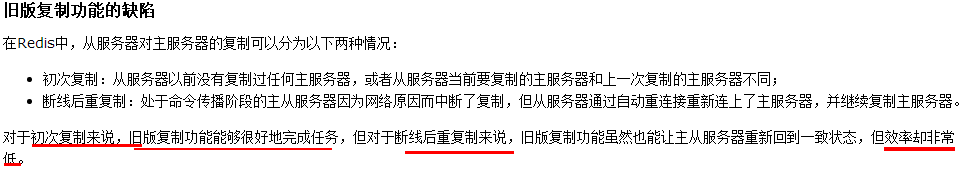 旧版复制功能的缺陷
在Redis中，从服务器对主服务器的复制可以分为以下两种情况：
• 初次复制：从服务器以前没有复制过任何主服务器，或者从服务器当前要复制的主服务器和上一次复制的主服务器不同；
• 断线后重复制：处于命令传播阶段的主从服务器因为网络原因而中断了复制，但从服务器通过自动重连接重新连上了主服务器，并继续复制主服务器。
对于初次复制来说，旧版复制功能能够很好地完成任务，但对于断线后重复制来说，旧版复制功能虽然也能让主从服务器重新回到一致状态，但效率却非常
低。